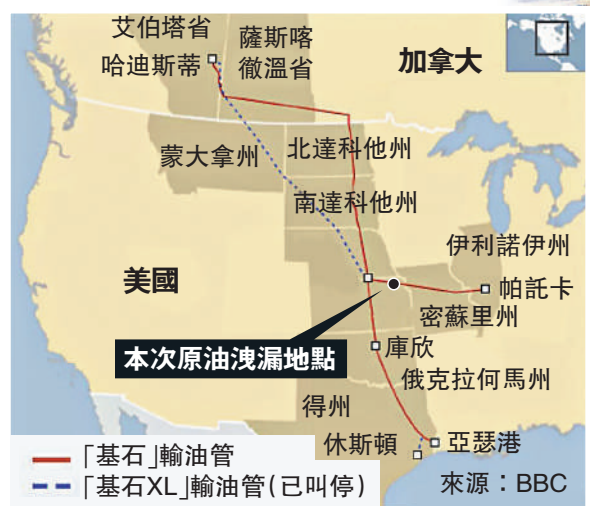 艾伯塔省
薩斯喀
徹溫省
哈迪斯蒂
加拿大
蒙大拿州
北達科他州
南達科他州
伊利諾伊州
美國
帕託卡
密蘇里州
本次原油洩漏地點
庫欣
俄克拉何馬州
得州
休斯頓
亞瑟港
「基石」輸油管
「基石XL」輸油管(已叫停)
來源：BBC